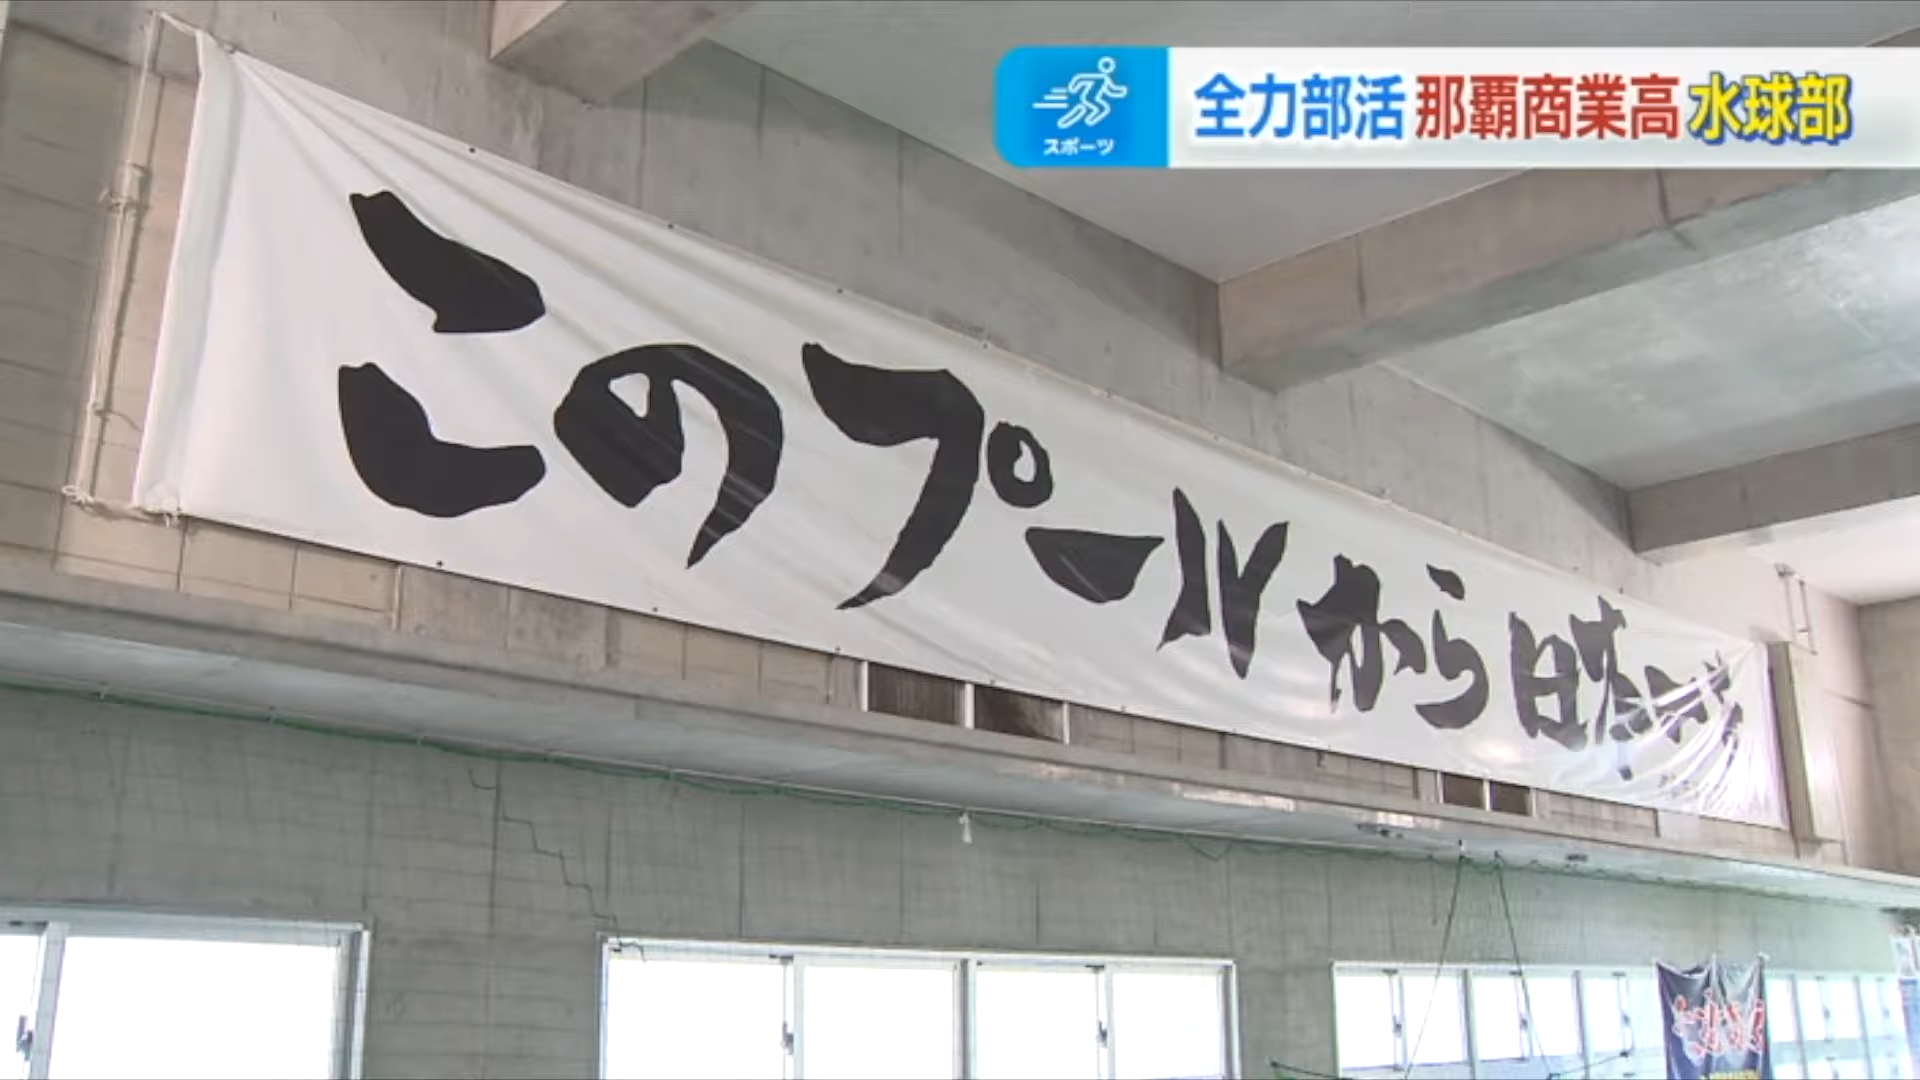 スポーツ
全力部活 那覇商業高 水球部
このプールから日本一